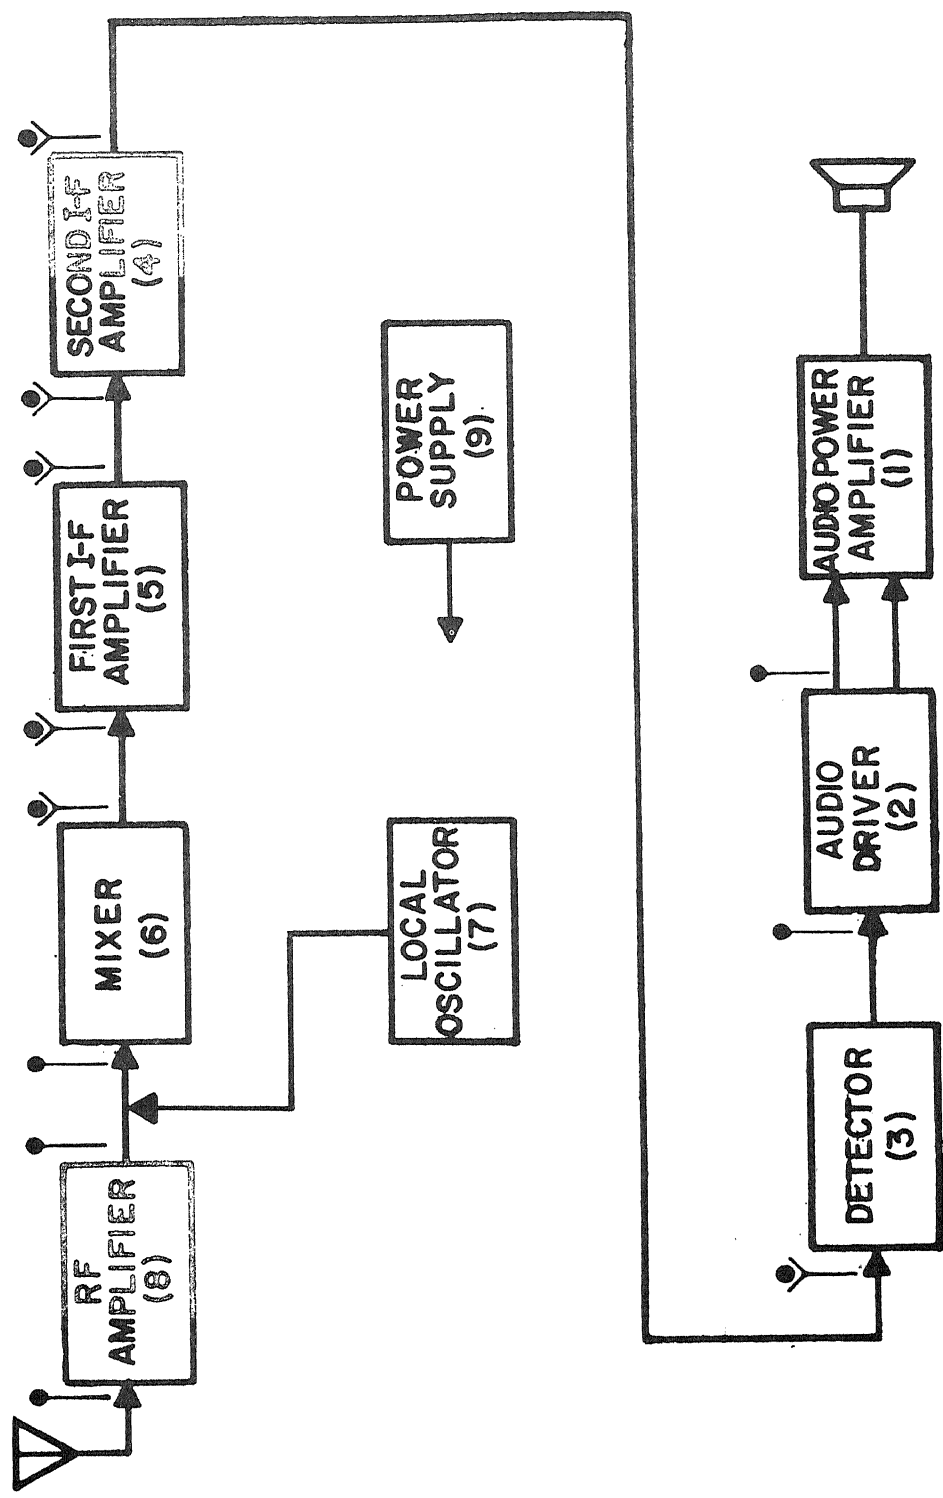 RF
AMPLIFIER
(8)
MIXER
(6)
FIRST I-F
AMPLIFIER
(5)
SECOND I-F
AMPLIFIER
(4)
LOCAL
OSCILLATOR
(7)
POWER
SUPPLY
(9)
DETECTOR
(3)
AUDIO
DRIVER
(2)
AUDIO POWER
AMPLIFIER
(1)